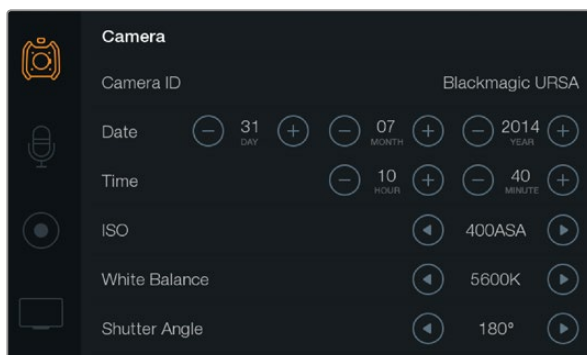 Camera
Camera ID Blackmagic URSA
Date 31 DAY 07 MONTH 2014 YEAR
Time 10 HOUR 40 MINUTE
ISO 400ASA
White Balance 5600K
Shutter Angle 180°